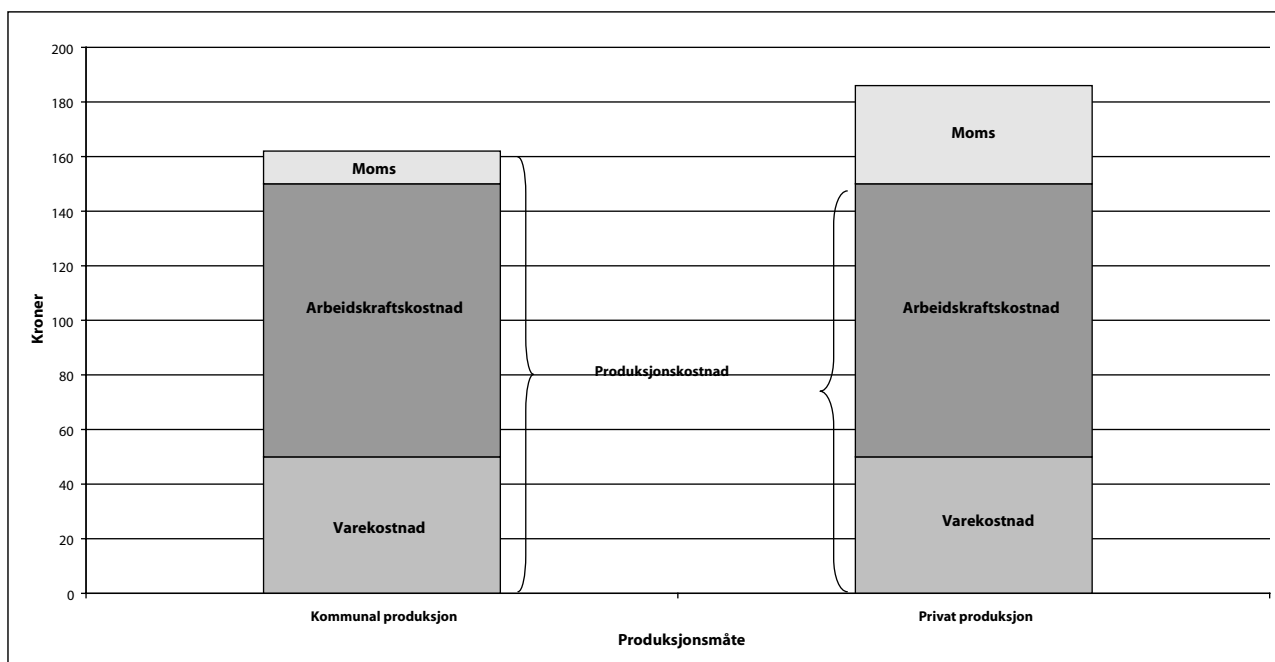 200
180
160
140
120
100
80
60
40
20
0
Kroner
Moms
Arbeidskraftskostnad
Varekostnad
Produksjonskostnad
Moms
Arbeidskraftskostnad
Varekostnad
Kommunal produksjon
Privat produksjon
Produksjonsmåte